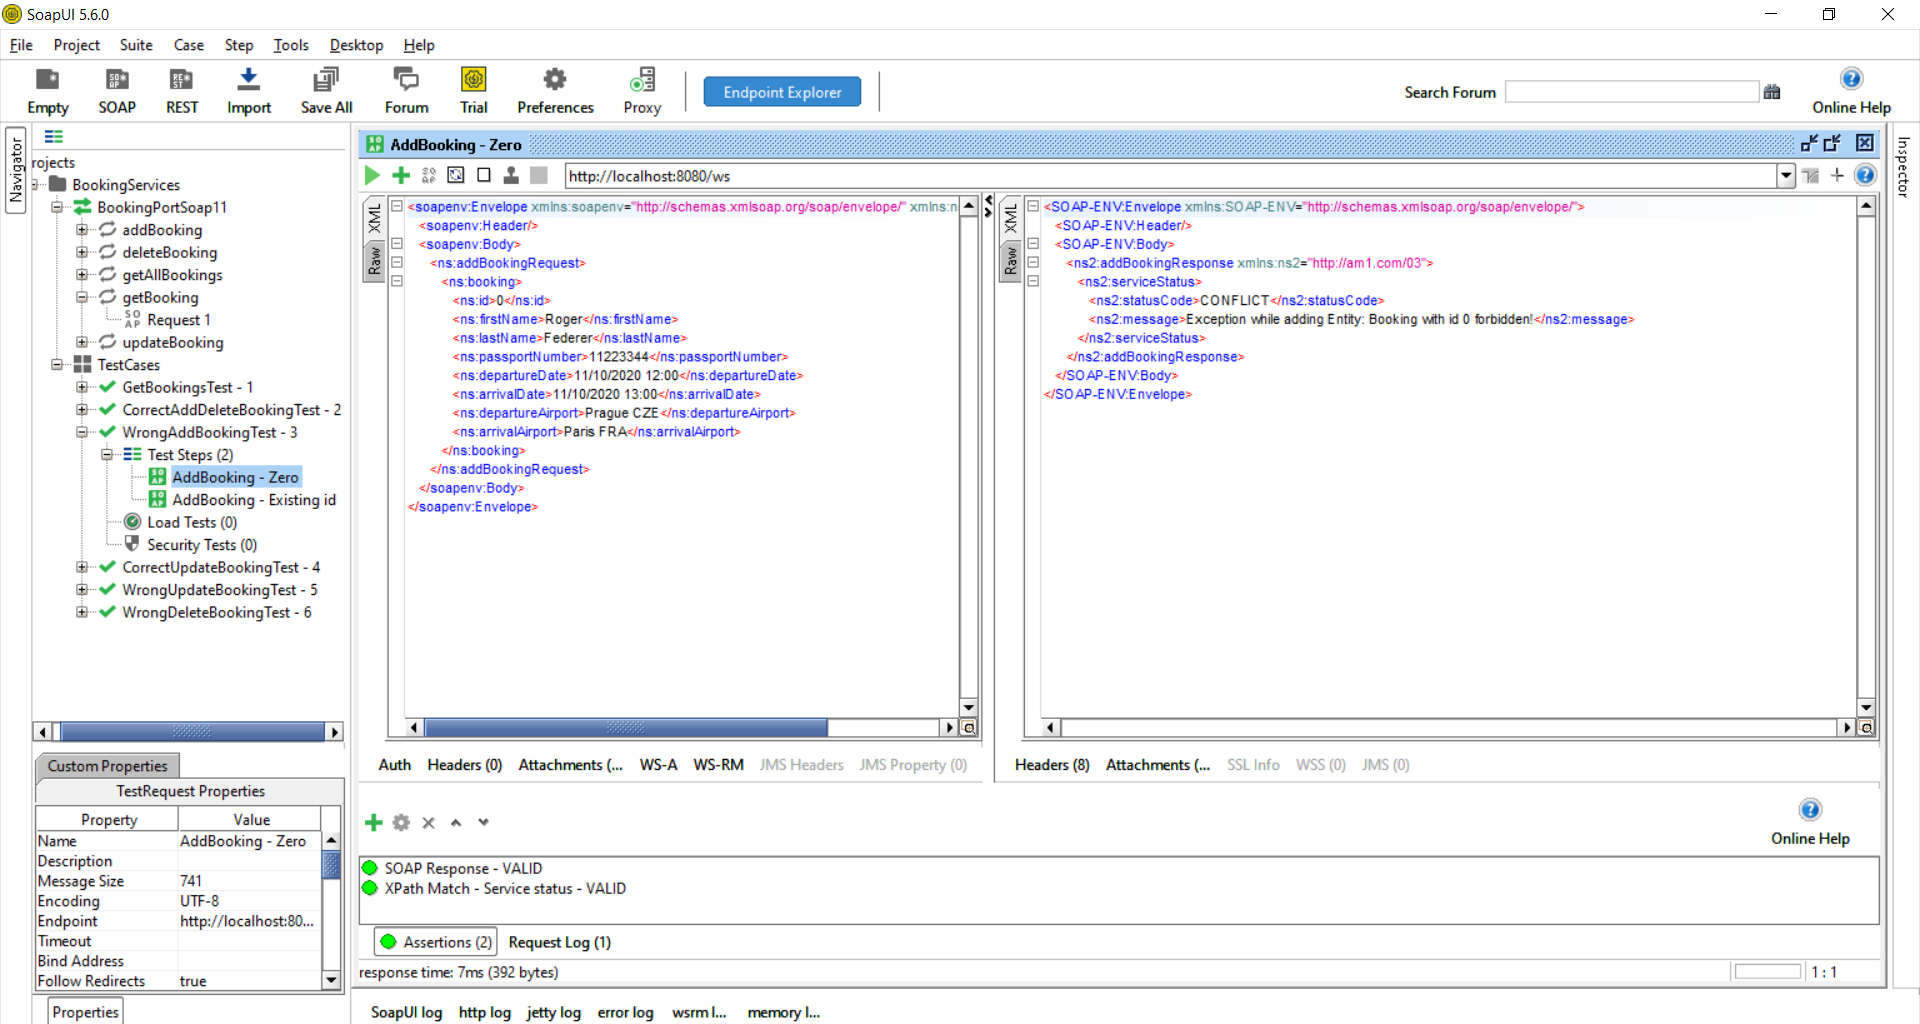 SoapUI 5.6.0
File Project Suite Case Step Tools Desktop Help
Empty SOAP REST Import Save All Forum Trial Preferences Proxy Endpoint Explorer Search Forum Online Help
Navigator
rojects
BookingServices
BookingPortSoap11
addBooking
deleteBooking
getAllBookings
getBooking
Request 1
updateBooking
TestCases
GetBookingsTest - 1
CorrectAddDeleteBookingTest - 2
WrongAddBookingTest - 3
Test Steps (2)
AddBooking - Zero
AddBooking - Existing id
Load Tests (0)
Security Tests (0)
CorrectUpdateBookingTest - 4
WrongUpdateBookingTest - 5
WrongDeleteBookingTest - 6
Custom Properties
TestRequest Properties
Property Value
Name AddBooking - Zero
Description
Message Size 741
Encoding UTF-8
Endpoint http://localhost:80...
Timeout
Bind Address
Follow Redirects true
Properties
AddBooking - Zero
http://localhost:8080/ws
XML
Raw
<soapenv:Envelope xmlns:soapenv="http://schemas.xmlsoap.org/soap/envelope/" xmlns:n
<soapenv:Header/>
<soapenv:Body>
<ns:addBookingRequest>
<ns:booking>
<ns:id>0</ns:id>
<ns:firstName>Roger</ns:firstName>
<ns:lastName>Federer</ns:lastName>
<ns:passportNumber>11223344</ns:passportNumber>
<ns:departureDate>11/10/2020 12:00</ns:departureDate>
<ns:arrivalDate>11/10/2020 13:00</ns:arrivalDate>
<ns:departureAirport>Prague CZE</ns:departureAirport>
<ns:arrivalAirport>Paris FRA</ns:arrivalAirport>
</ns:booking>
</ns:addBookingRequest>
</soapenv:Body>
</soapenv:Envelope>
Auth Headers (0) Attachments (... WS-A WS-RM JMS Headers JMS Property (0)
XML
Raw
<SOAP-ENV:Envelope xmlns:SOAP-ENV="http://schemas.xmlsoap.org/soap/envelope/">
<SOAP-ENV:Header/>
<SOAP-ENV:Body>
<ns2:addBookingResponse xmlns:ns2="http://am1.com/03">
<ns2:serviceStatus>
<ns2:statusCode>CONFLICT</ns2:statusCode>
<ns2:message>Exception while adding Entity: Booking with id 0 forbidden!</ns2:message>
</ns2:serviceStatus>
</ns2:addBookingResponse>
</SOAP-ENV:Body>
</SOAP-ENV:Envelope>
Headers (8) Attachments (... SSL Info WSS (0) JMS (0)
Inspector
Online Help
SOAP Response - VALID
XPath Match - Service status - VALID
Assertions (2) Request Log (1)
response time: 7ms (392 bytes) 1 : 1
SoapUI log http log jetty log error log wsrm l... memory l...